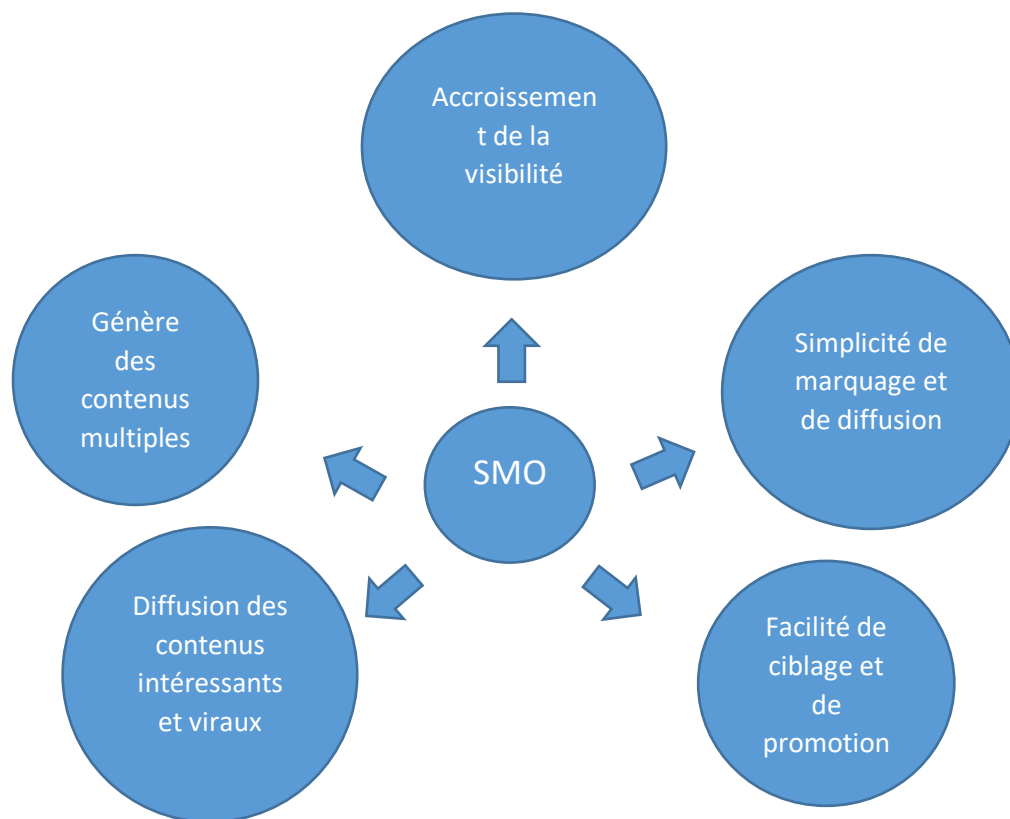 Accroissemen
t de la
visibilité
Génère
des
contenus
multiples
Simplicité de
marquage et
de diffusion
SMO
Diffusion des
contenus
intéressants
et viraux
Facilité de
ciblage et
de
promotion